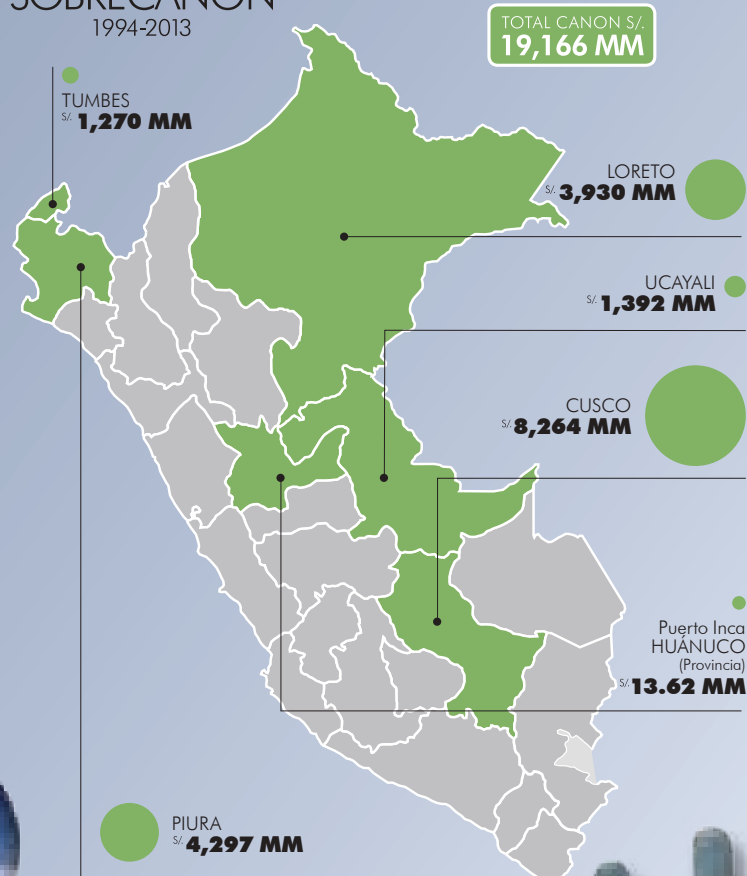 SOBRECANON
1994-2013
TOTAL CANON S/.
19,166 MM
TUMBES
S/. 1,270 MM
LORETO
S/. 3,930 MM
UCAYALI
S/. 1,392 MM
CUSCO
S/. 8,264 MM
Puerto Inca
HUÁNUCO
(Provincia)
S/. 13.62 MM
PIURA
S/. 4,297 MM